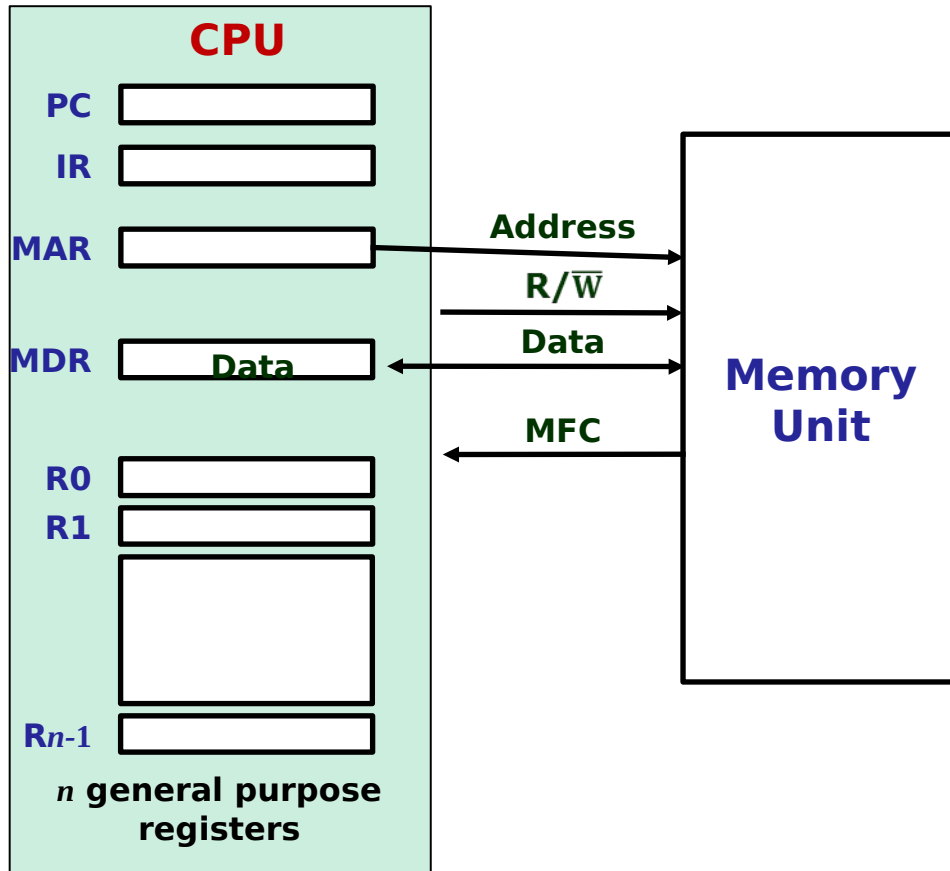 CPU
PC
IR
MAR
Address
R/W̅
MDR
Data
Data
Memory
Unit
MFC
R0
R1
Rn-1
n general purpose
registers